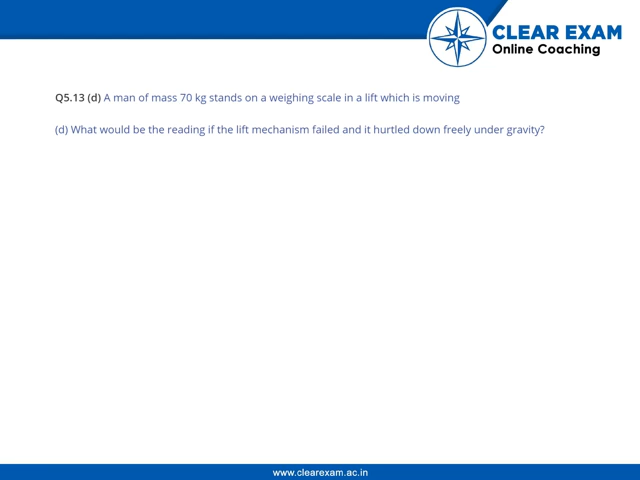 CLEAR EXAM
Online Coaching
Q5.13 (d) A man of mass 70 kg stands on a weighing scale in a lift which is moving
(d) What would be the reading if the lift mechanism failed and it hurtled down freely under gravity?
www.clearexam.ac.in